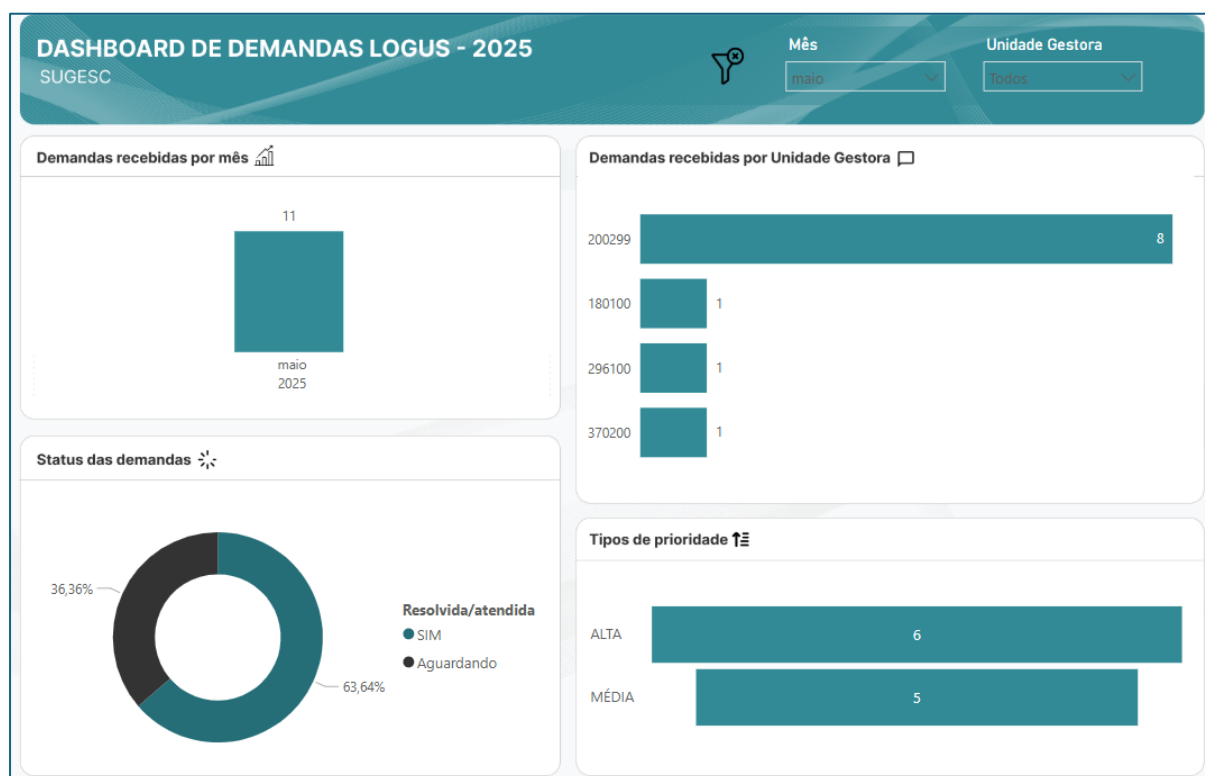 DASHBOARD DE DEMANDAS LOGUS - 2025
SUGESC
Mês
maio
Unidade Gestora
Todos
Demandas recebidas por mês
11
maio
2025
Demandas recebidas por Unidade Gestora
200299
8
180100
1
296100
1
370200
1
Status das demandas
36,36%
63,64%
Resolvida/atendida
SIM
Aguardando
Tipos de prioridade
ALTA
6
MÉDIA
5